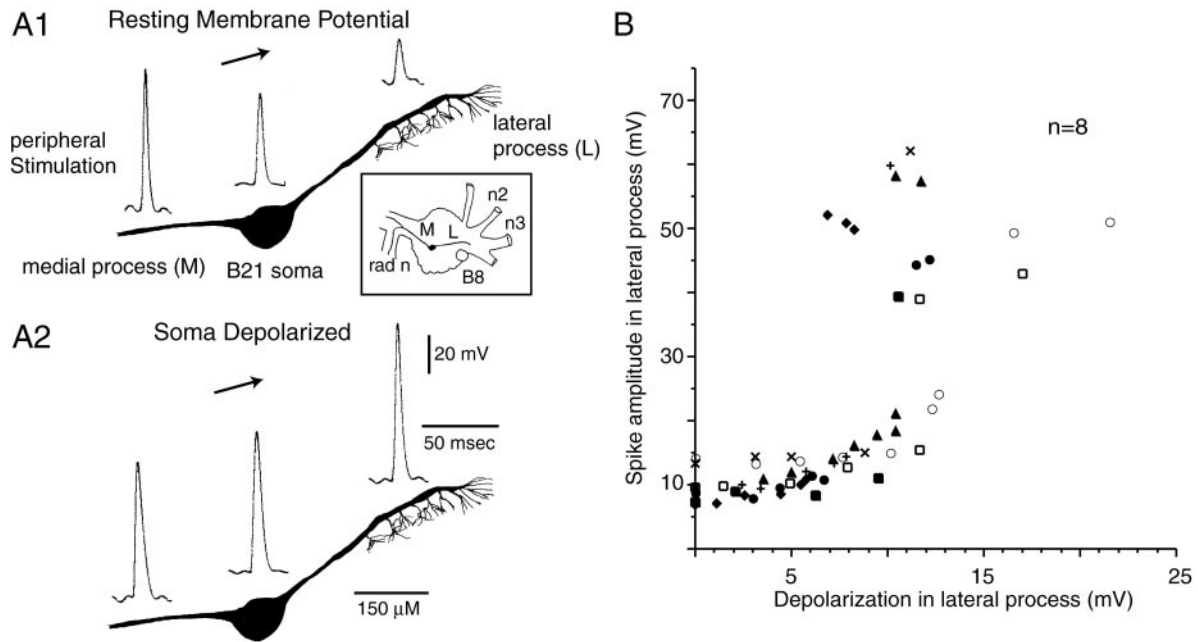 A1
Resting Membrane Potential
peripheral
Stimulation
lateral
process (L)
medial process (M)
B21 soma
n2
n3
M
L
rad n
B8
A2
Soma Depolarized
20 mV
50 msec
150 μM
B
n=8
Spike amplitude in lateral process (mV)
70
50
30
10
5
15
25
Depolarization in lateral process (mV)